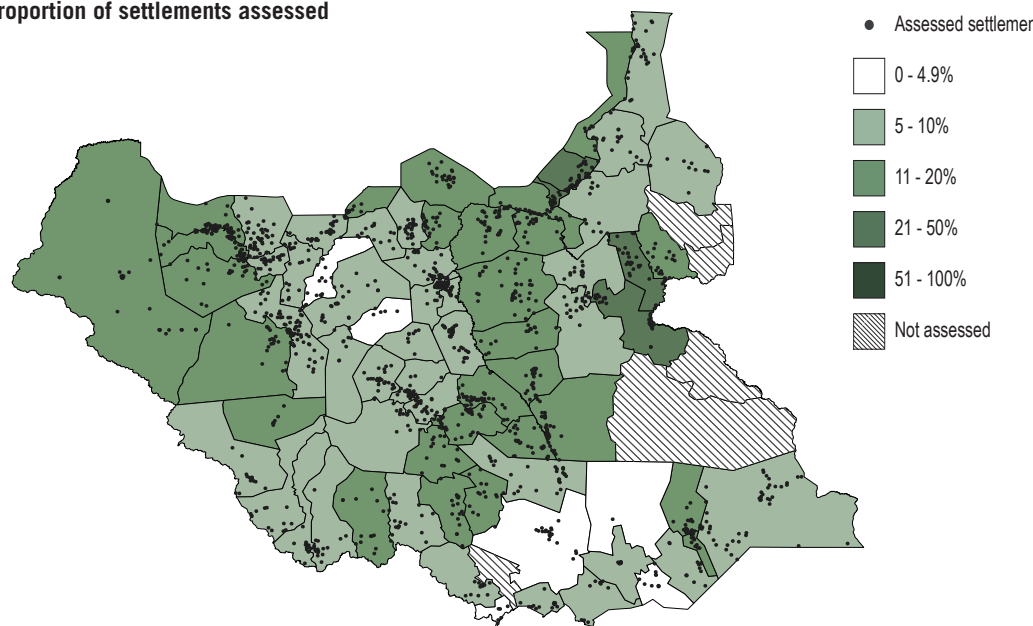 roportion of settlements assessed
Assessed settlemen
0 - 4.9%
5 - 10%
11 - 20%
21 - 50%
51 - 100%
Not assessed